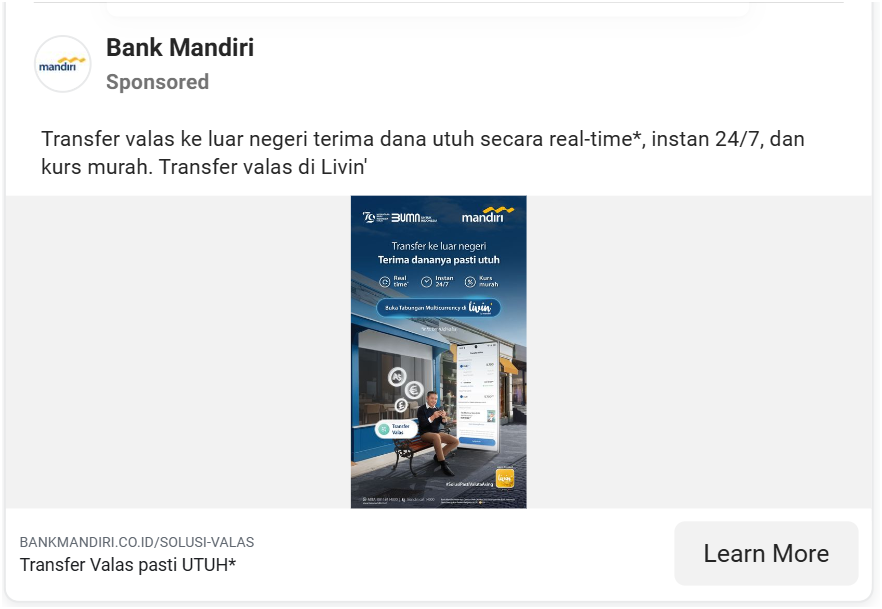 Bank Mandiri
mandiri
Sponsored
Transfer valas ke luar negeri terima dana utuh secara real-time*, instan 24/7, dan
kurs murah. Transfer valas di Livin'
BUMN
mandiri
Transfer ke luar negeri
Terima dananya pasti utuh
Real
time*
Instan
24/7
Kurs
murah
Buka Tabungan Multicurrency di livin'
A$
€
£
Transfer
Valas
#SolusiPastiValutaAsing
livin'
BANKMANDIRI.CO.ID/SOLUSI-VALAS
Transfer Valas pasti UTUH*
Learn More